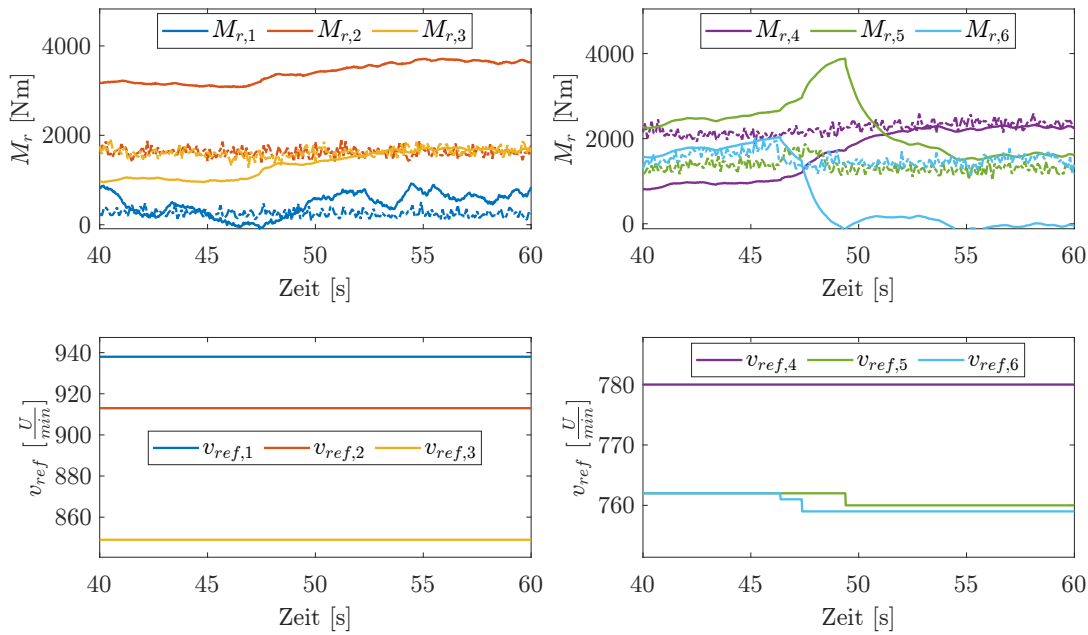 M_{r,1} M_{r,2} M_{r,3}
4000
2000
0
M_r [Nm]
40 45 50 55 60
Zeit [s]
M_{r,4} M_{r,5} M_{r,6}
4000
2000
0
M_r [Nm]
40 45 50 55 60
Zeit [s]
940
920
900
880
860
v_{ref} [U/min]
v_{ref,1} v_{ref,2} v_{ref,3}
40 45 50 55 60
Zeit [s]
v_{ref,4} v_{ref,5} v_{ref,6}
780
770
760
v_{ref} [U/min]
40 45 50 55 60
Zeit [s]